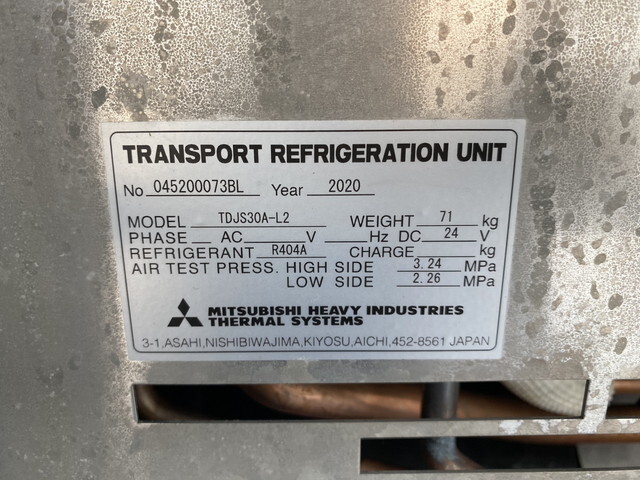 TRANSPORT REFRIGERATION UNIT
No 045200073BL Year 2020
MODEL TDJS30A-L2 WEIGHT 71 kg
PHASE AC V Hz DC 24 V
REFRIGERANT R404A CHARGE kg
AIR TEST PRESS. HIGH SIDE 3.24 MPa
LOW SIDE 2.26 MPa
MITSUBISHI HEAVY INDUSTRIES
THERMAL SYSTEMS
3-1, ASAHI, NISHIBIWAJIMA, KIYOSU, AICHI, 452-8561 JAPAN